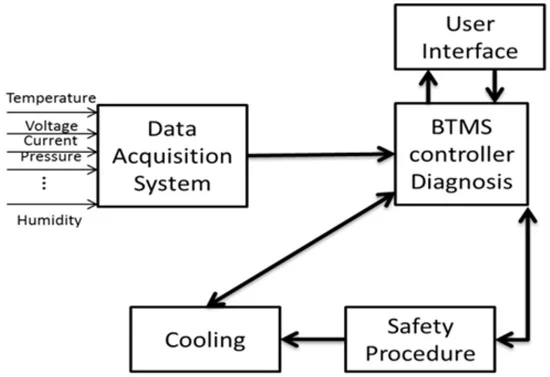 User
Interface
Temperature
Voltage
Current
Pressure
...
Humidity
Data
Acquisition
System
BTMS
controller
Diagnosis
Cooling
Safety
Procedure